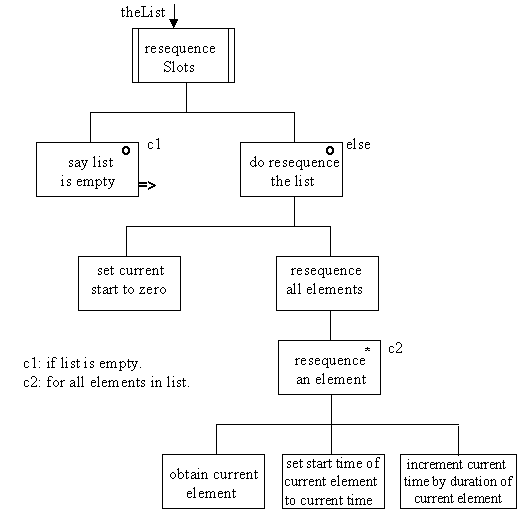 theList
resequence
Slots
o
c1
say list
is empty
=>
o
else
do resequence
the list
set current
start to zero
resequence
all elements
* c2
resequence
an element
c1: if list is empty.
c2: for all elements in list.
obtain current
element
set start time of
current element
to current time
increment current
time by duration of
current element